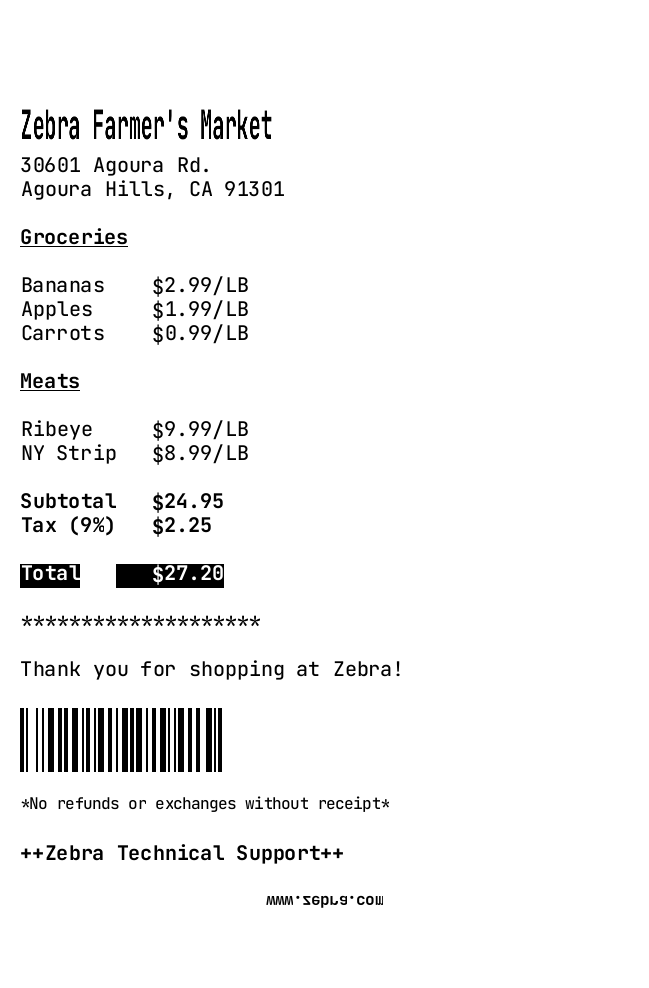 Zebra Farmer's Market
30601 Agoura Rd.
Agoura Hills, CA 91301
Groceries
Bananas $2.99/LB
Apples $1.99/LB
Carrots $0.99/LB
Meats
Ribeye $9.99/LB
NY Strip $8.99/LB
Subtotal $24.95
Tax (9%) $2.25
Total $27.20
********************
Thank you for shopping at Zebra!
*No refunds or exchanges without receipt*
++Zebra Technical Support++
www.zebra.com